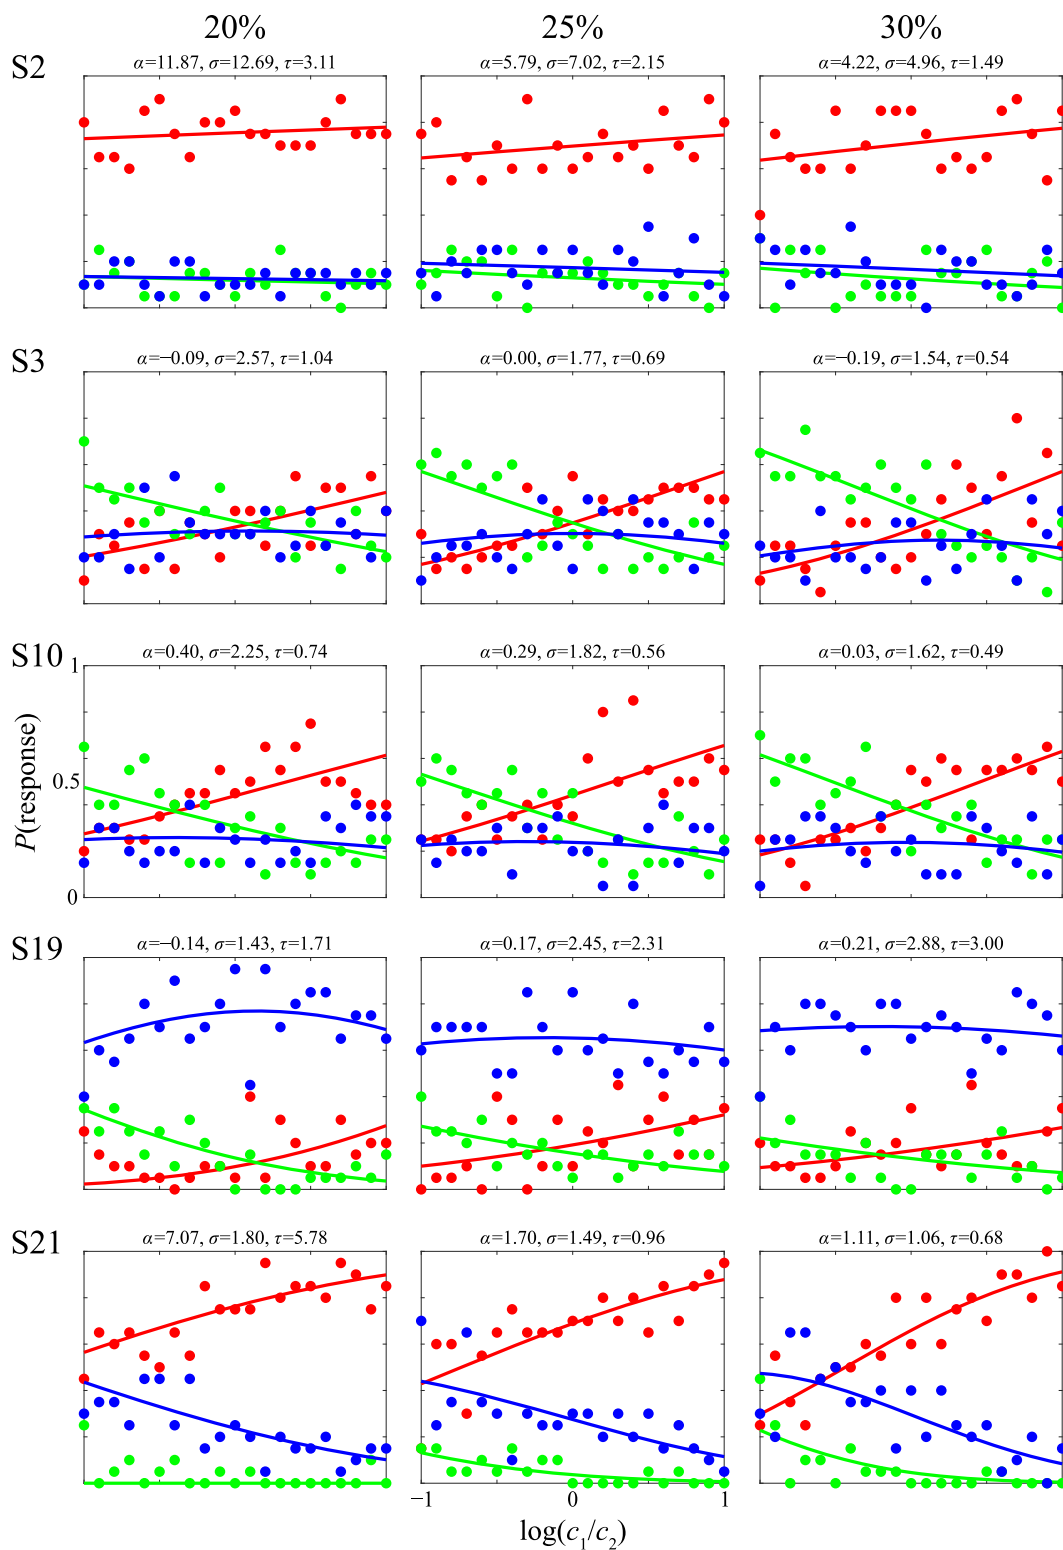 20% 25% 30%
S2
α=11.87, σ=12.69, τ=3.11 α=5.79, σ=7.02, τ=2.15 α=4.22, σ=4.96, τ=1.49
S3
α=−0.09, σ=2.57, τ=1.04 α=0.00, σ=1.77, τ=0.69 α=−0.19, σ=1.54, τ=0.54
S10
α=0.40, σ=2.25, τ=0.74 α=0.29, σ=1.82, τ=0.56 α=0.03, σ=1.62, τ=0.49
1
P(response)
0.5
0
S19
α=−0.14, σ=1.43, τ=1.71 α=0.17, σ=2.45, τ=2.31 α=0.21, σ=2.88, τ=3.00
S21
α=7.07, σ=1.80, τ=5.78 α=1.70, σ=1.49, τ=0.96 α=1.11, σ=1.06, τ=0.68
−1 0 1
log(c₁/c₂)